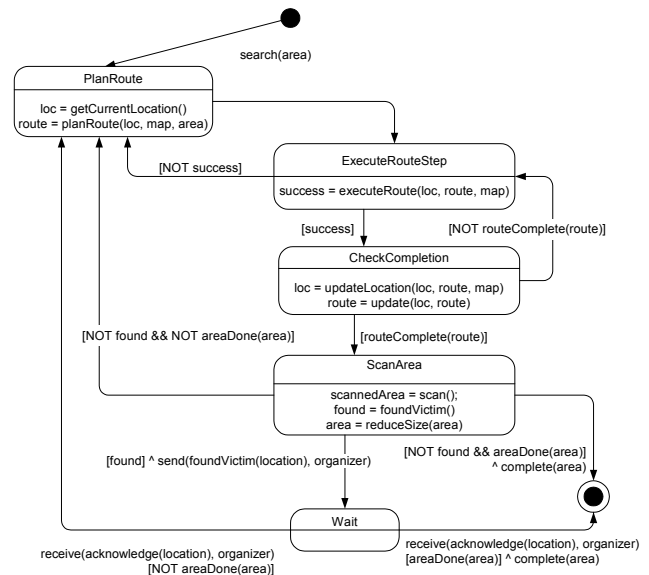 search(area)
PlanRoute
loc = getCurrentLocation()
route = planRoute(loc, map, area)
ExecuteRouteStep
[NOT success]
success = executeRoute(loc, route, map)
[success]
[NOT routeComplete(route)]
CheckCompletion
loc = updateLocation(loc, route, map)
route = update(loc, route)
[NOT found && NOT areaDone(area)]
[routeComplete(route)]
ScanArea
scannedArea = scan();
found = foundVictim()
area = reduceSize(area)
[found] ^ send(foundVictim(location), organizer)
[NOT found && areaDone(area)]
^ complete(area)
Wait
receive(acknowledge(location), organizer)
[NOT areaDone(area)]
receive(acknowledge(location), organizer)
[areaDone(area)] ^ complete(area)